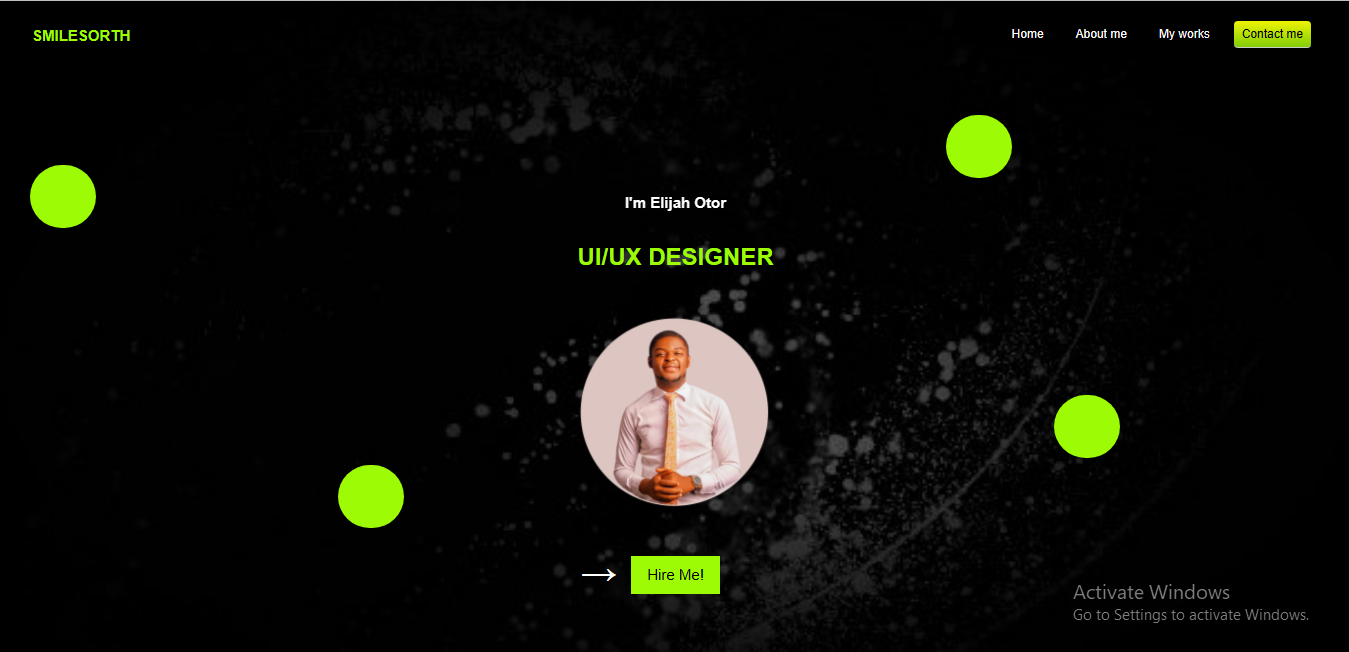 SMILESORTH
Home
About me
My works
Contact me
I'm Elijah Otor
UI/UX DESIGNER
Hire Me!
Activate Windows
Go to Settings to activate Windows.